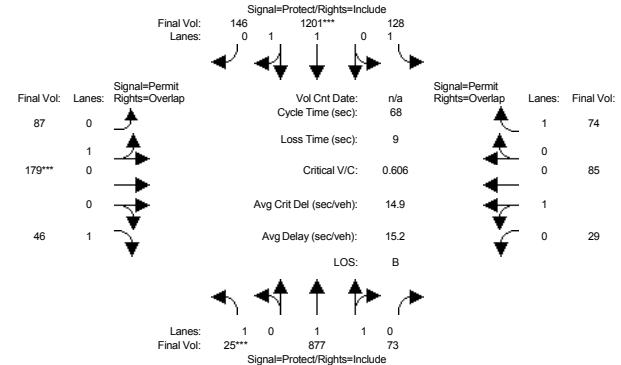 Signal=Protect/Rights=Include
Final Vol: 146 1201*** 128
Lanes: 0 1 1 0 1
Signal=Permit
Final Vol: Lanes: Rights=Overlap
Vol Cnt Date: n/a
Signal=Permit
Rights=Overlap Lanes: Final Vol:
Cycle Time (sec): 68
87 0
1 74
Loss Time (sec): 9
1
0
179*** 0
Critical V/C: 0.606
0 85
0
Avg Crit Del (sec/veh): 14.9
1
46 1
Avg Delay (sec/veh): 15.2
0 29
LOS: B
Lanes: 1 0 1 1 0
Final Vol: 25*** 877 73
Signal=Protect/Rights=Include